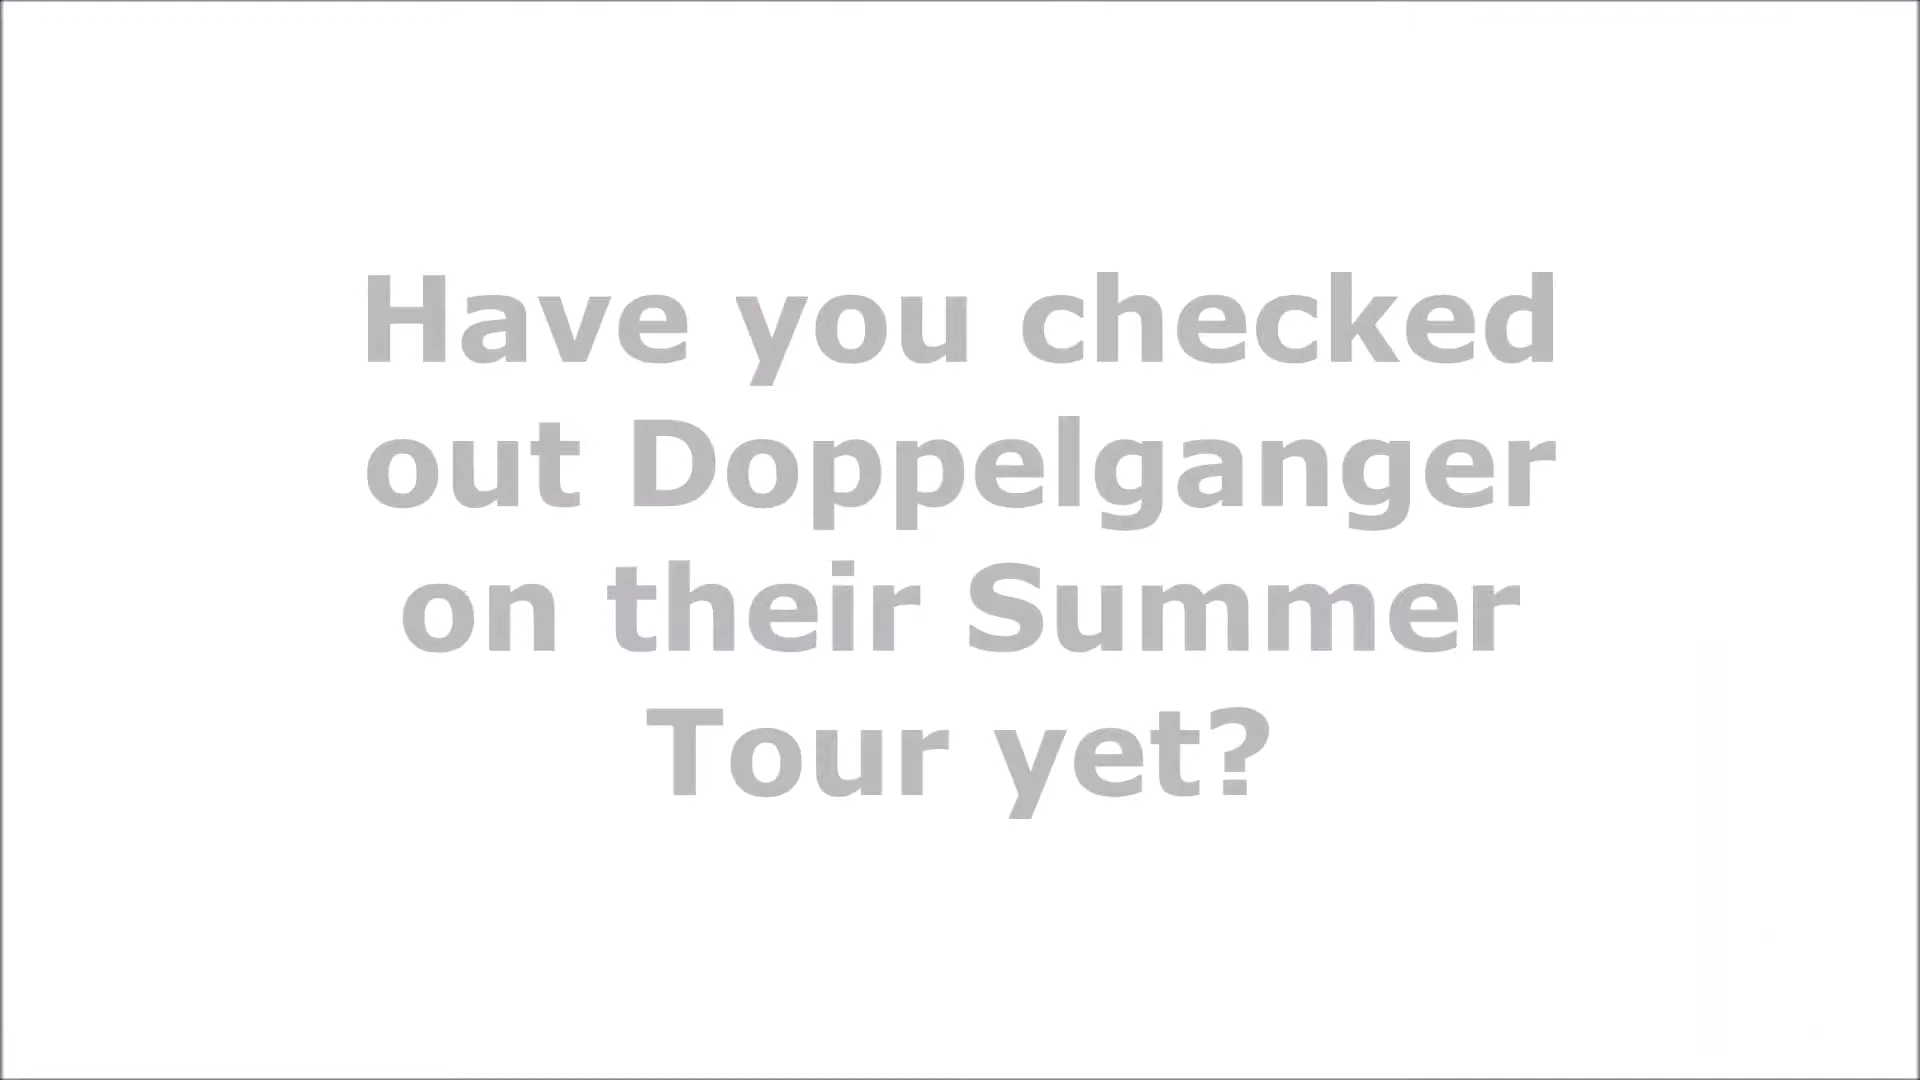 Have you checked
out Doppelganger
on their Summer
Tour yet?